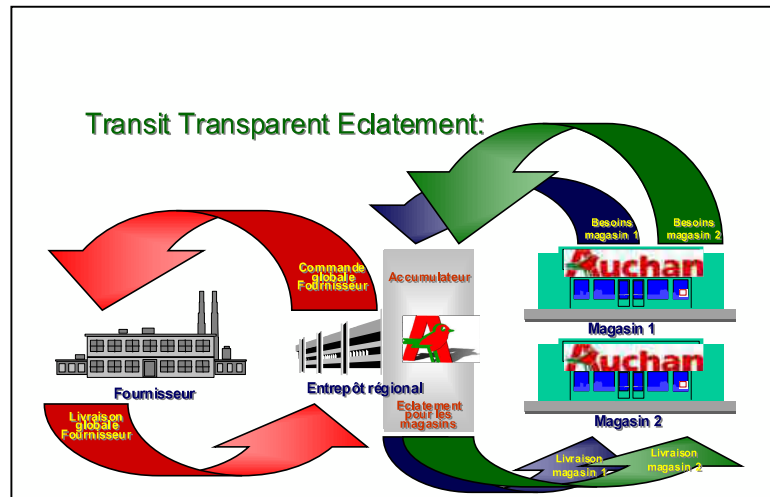 Transit Transparent Eclatement:
Besoins
magasin 1
Besoins
magasin 2
Commande
globale
Fournisseur
Accumulateur
Auchan
Magasin 1
Auchan
Magasin 2
Fournisseur
Entrepôt régional
Livraison
globale
Fournisseur
Eclatement
pour les
magasins
Livraison
magasin 1
Livraison
magasin 2